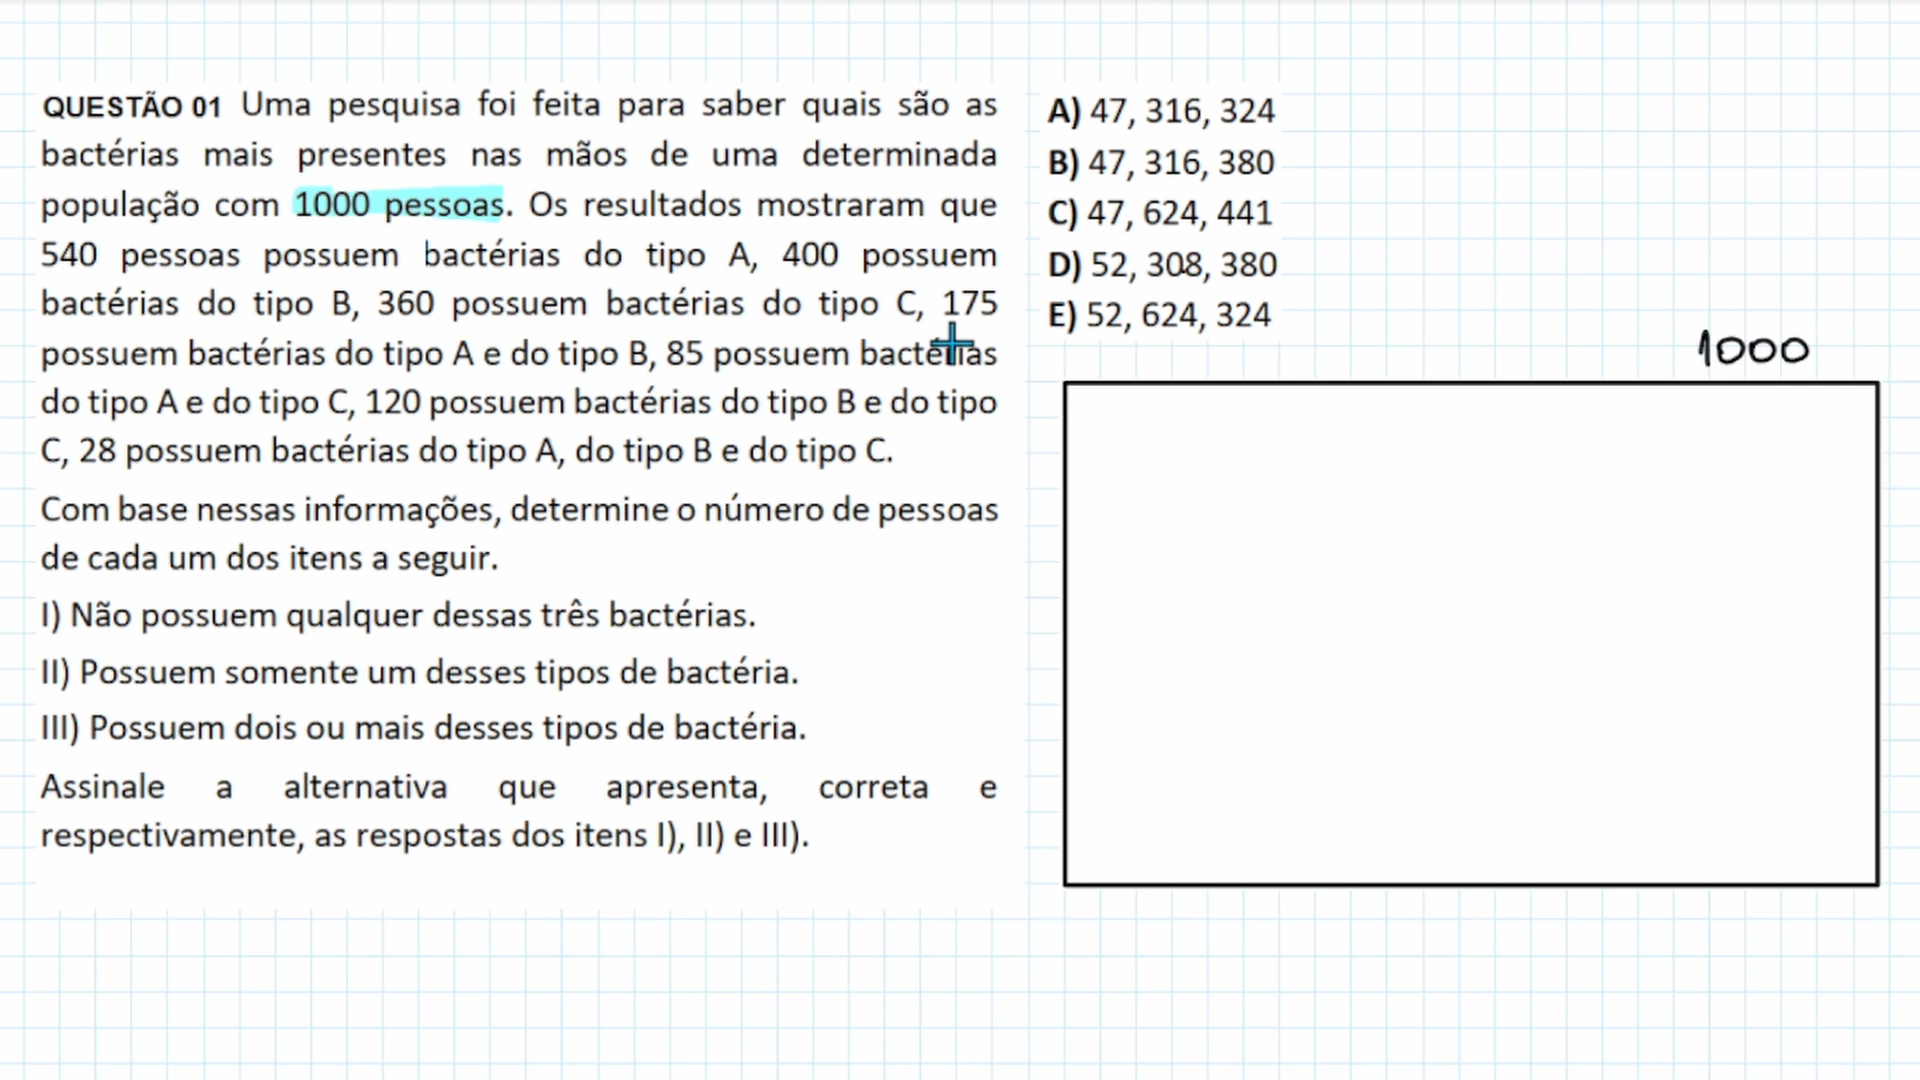 QUESTÃO 01 Uma pesquisa foi feita para saber quais são as
bactérias mais presentes nas mãos de uma determinada
população com 1000 pessoas. Os resultados mostraram que
540 pessoas possuem bactérias do tipo A, 400 possuem
bactérias do tipo B, 360 possuem bactérias do tipo C, 175
possuem bactérias do tipo A e do tipo B, 85 possuem bactérias
do tipo A e do tipo C, 120 possuem bactérias do tipo B e do tipo
C, 28 possuem bactérias do tipo A, do tipo B e do tipo C.
Com base nessas informações, determine o número de pessoas
de cada um dos itens a seguir.
I) Não possuem qualquer dessas três bactérias.
II) Possuem somente um desses tipos de bactéria.
III) Possuem dois ou mais desses tipos de bactéria.
Assinale a alternativa que apresenta, correta e
respectivamente, as respostas dos itens I), II) e III).
A) 47, 316, 324
B) 47, 316, 380
C) 47, 624, 441
D) 52, 308, 380
E) 52, 624, 324
1000